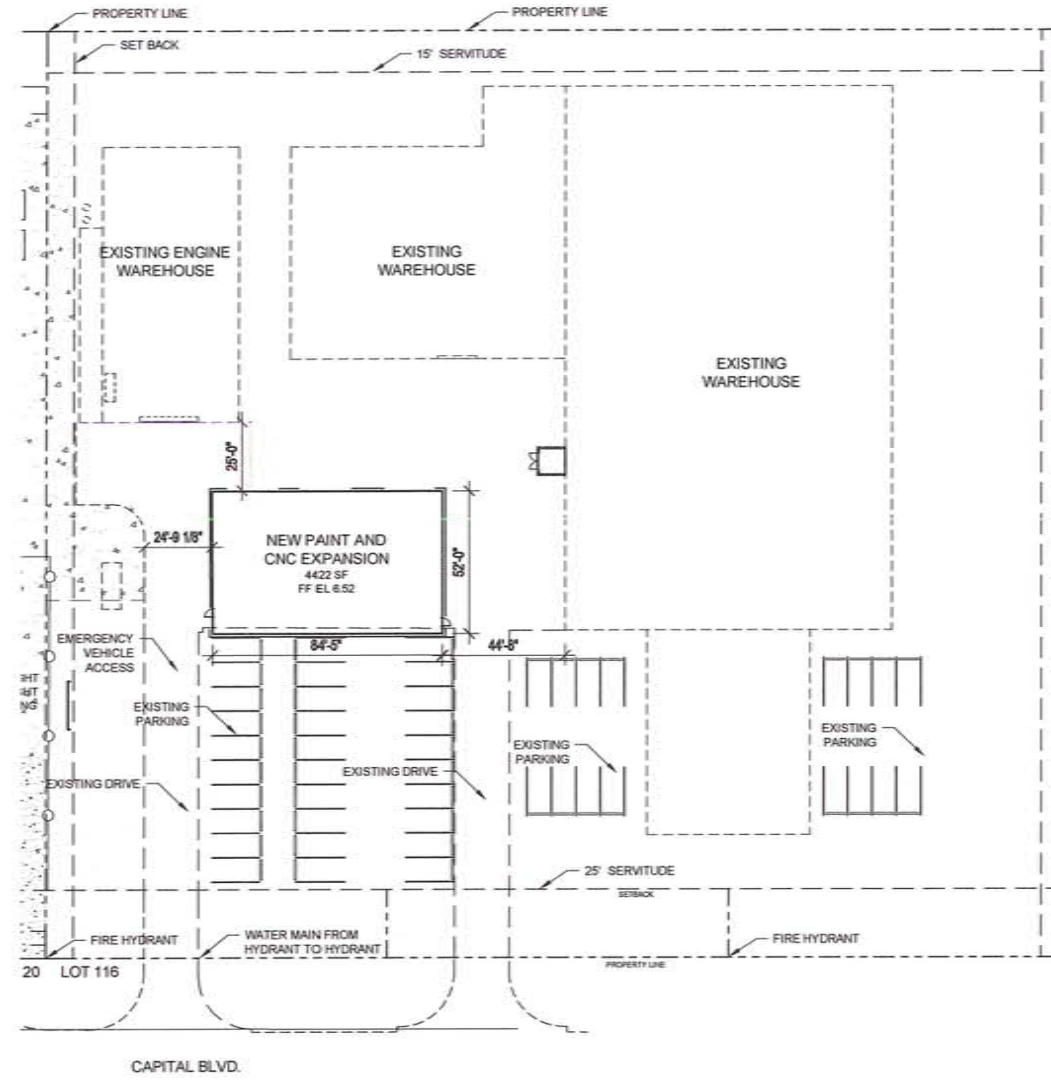 PROPERTY LINE
PROPERTY LINE
SET BACK
15' SERVITUDE
EXISTING ENGINE
WAREHOUSE
EXISTING
WAREHOUSE
EXISTING
WAREHOUSE
25'-0"
24'-9 1/8"
NEW PAINT AND
CNC EXPANSION
4422 SF
FF EL 6.52
52'-0"
84'-5"
44'-8"
EMERGENCY
VEHICLE
ACCESS
EXISTING
PARKING
EXISTING
PARKING
EXISTING
PARKING
EXISTING DRIVE
EXISTING DRIVE
25' SERVITUDE
SETBACK
FIRE HYDRANT
WATER MAIN FROM
HYDRANT TO HYDRANT
FIRE HYDRANT
PROPERTY LINE
20 LOT 116
CAPITAL BLVD.